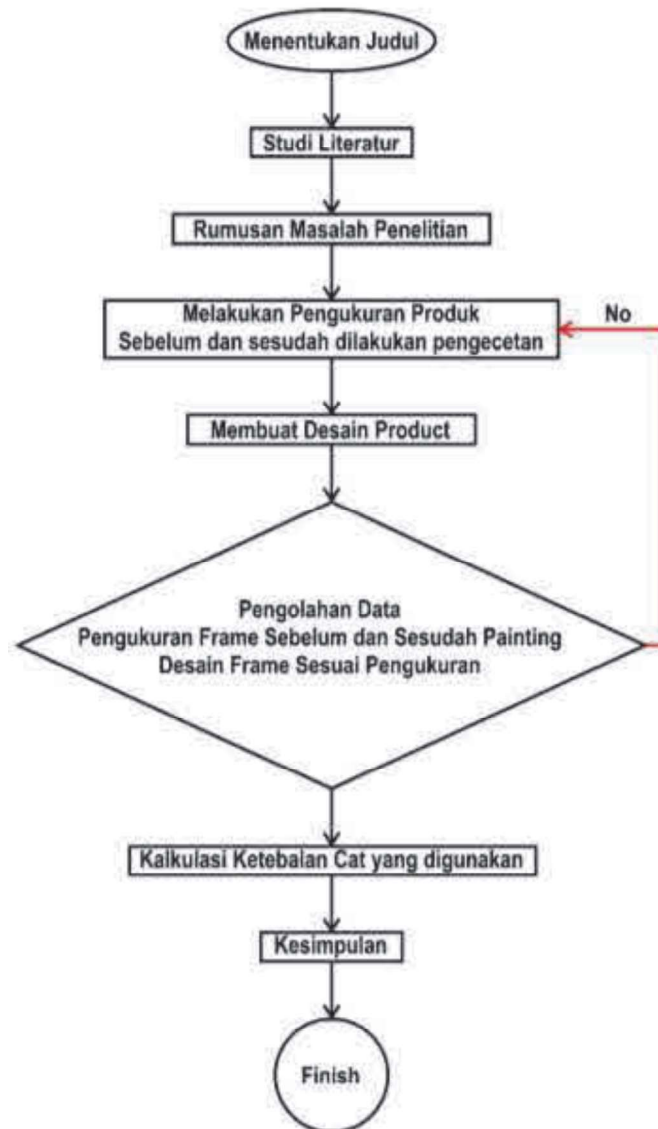 Menentukan Judul
Studi Literatur
Rumusan Masalah Penelitian
Melakukan Pengukuran Produk
Sebelum dan sesudah dilakukan pengecetan
No
Membuat Desain Product
Pengolahan Data
Pengukuran Frame Sebelum dan Sesudah Painting
Desain Frame Sesuai Pengukuran
Kalkulasi Ketebalan Cat yang digunakan
Kesimpulan
Finish